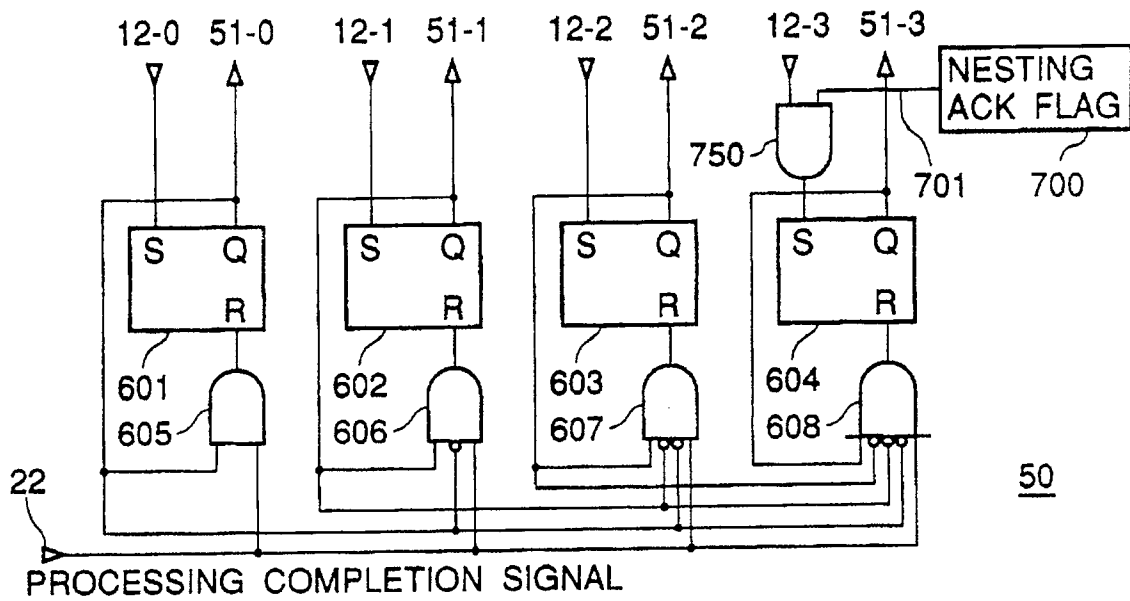 12-0 51-0 12-1 51-1 12-2 51-2 12-3 51-3
NESTING
ACK FLAG
750
701 700
S Q S Q S Q S Q
R R R R
601 602 603 604
605 606 607 608
22
50
PROCESSING COMPLETION SIGNAL